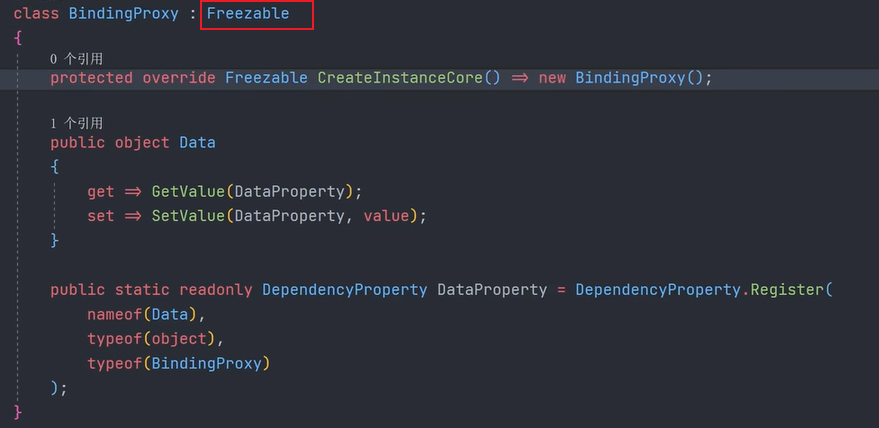 class BindingProxy : Freezable
{
0 个引用
protected override Freezable CreateInstanceCore() => new BindingProxy();
1 个引用
public object Data
{
get => GetValue(DataProperty);
set => SetValue(DataProperty, value);
}
public static readonly DependencyProperty DataProperty = DependencyProperty.Register(
nameof(Data),
typeof(object),
typeof(BindingProxy)
);
}